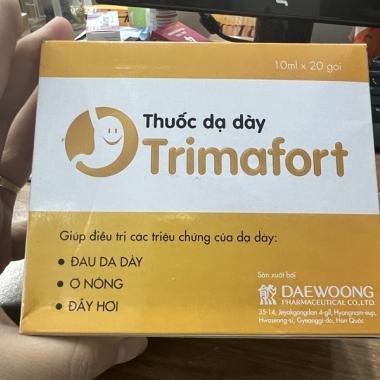 10ml x 20 gói
Thuốc dạ dày
Trimafort
Giúp điều trị các triệu chứng của dạ dày:
• ĐAU DẠ DÀY
• Ợ NÓNG
• ĐẦY HƠI
Sản xuất bởi
DAEWOONG
PHARMACEUTICAL CO.,LTD.
35-14, Jeyakgongdan 4-gil, Hyangnam-eup,
Hwaseong-si, Gyeonggi-do, Hàn Quốc